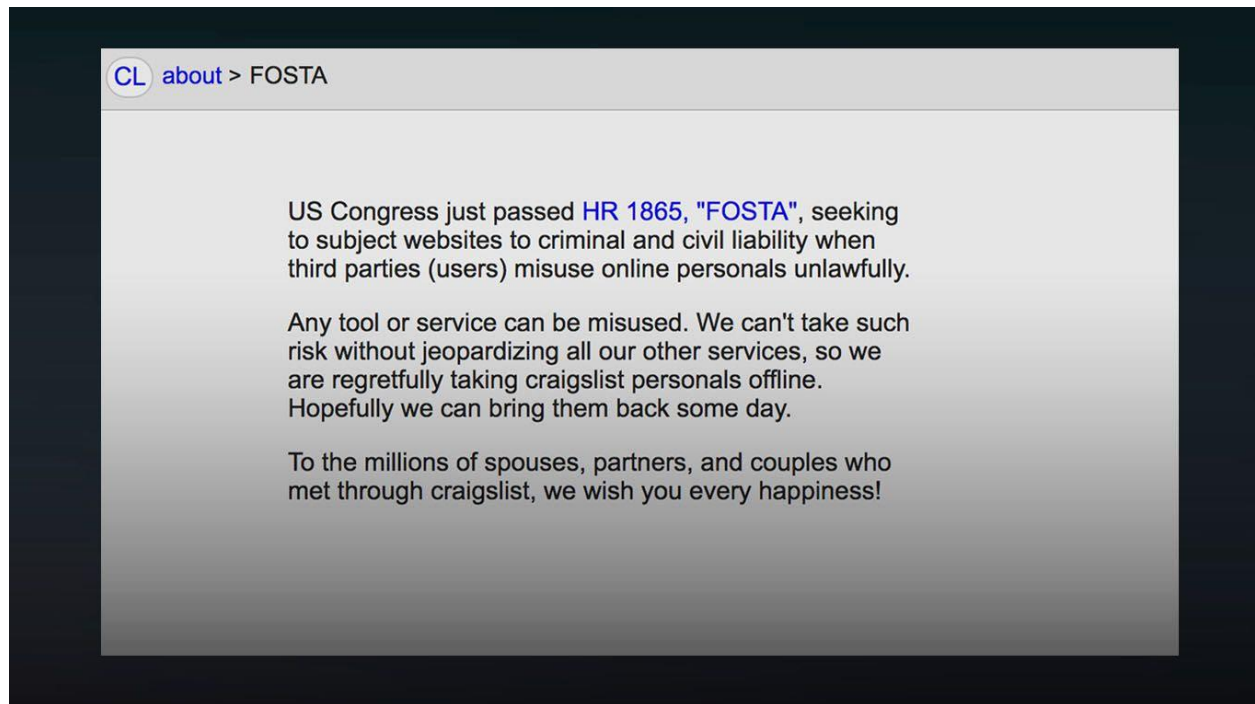 CL about > FOSTA
US Congress just passed HR 1865, "FOSTA", seeking
to subject websites to criminal and civil liability when
third parties (users) misuse online personals unlawfully.
Any tool or service can be misused. We can't take such
risk without jeopardizing all our other services, so we
are regretfully taking craigslist personals offline.
Hopefully we can bring them back some day.
To the millions of spouses, partners, and couples who
met through craigslist, we wish you every happiness!